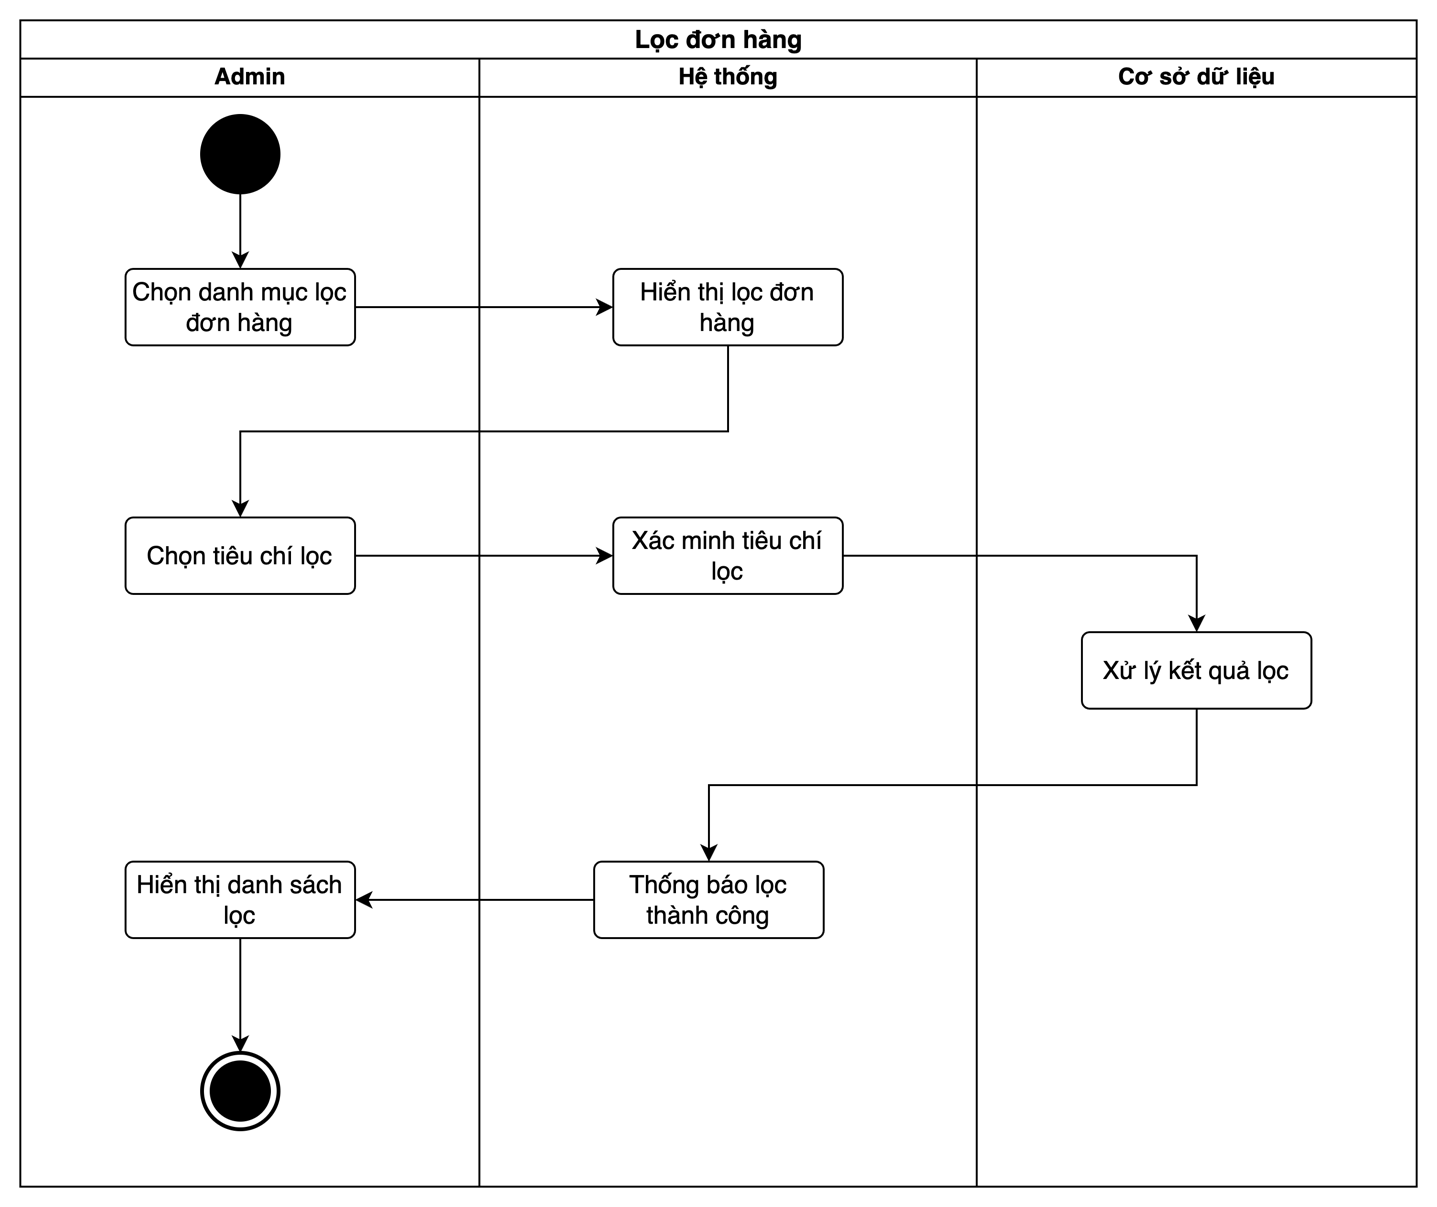 Lọc đơn hàng
Admin
Hệ thống
Cơ sở dữ liệu
Chọn danh mục lọc
đơn hàng
Hiển thị lọc đơn
hàng
Chọn tiêu chí lọc
Xác minh tiêu chí
lọc
Xử lý kết quả lọc
Hiển thị danh sách
lọc
Thống báo lọc
thành công